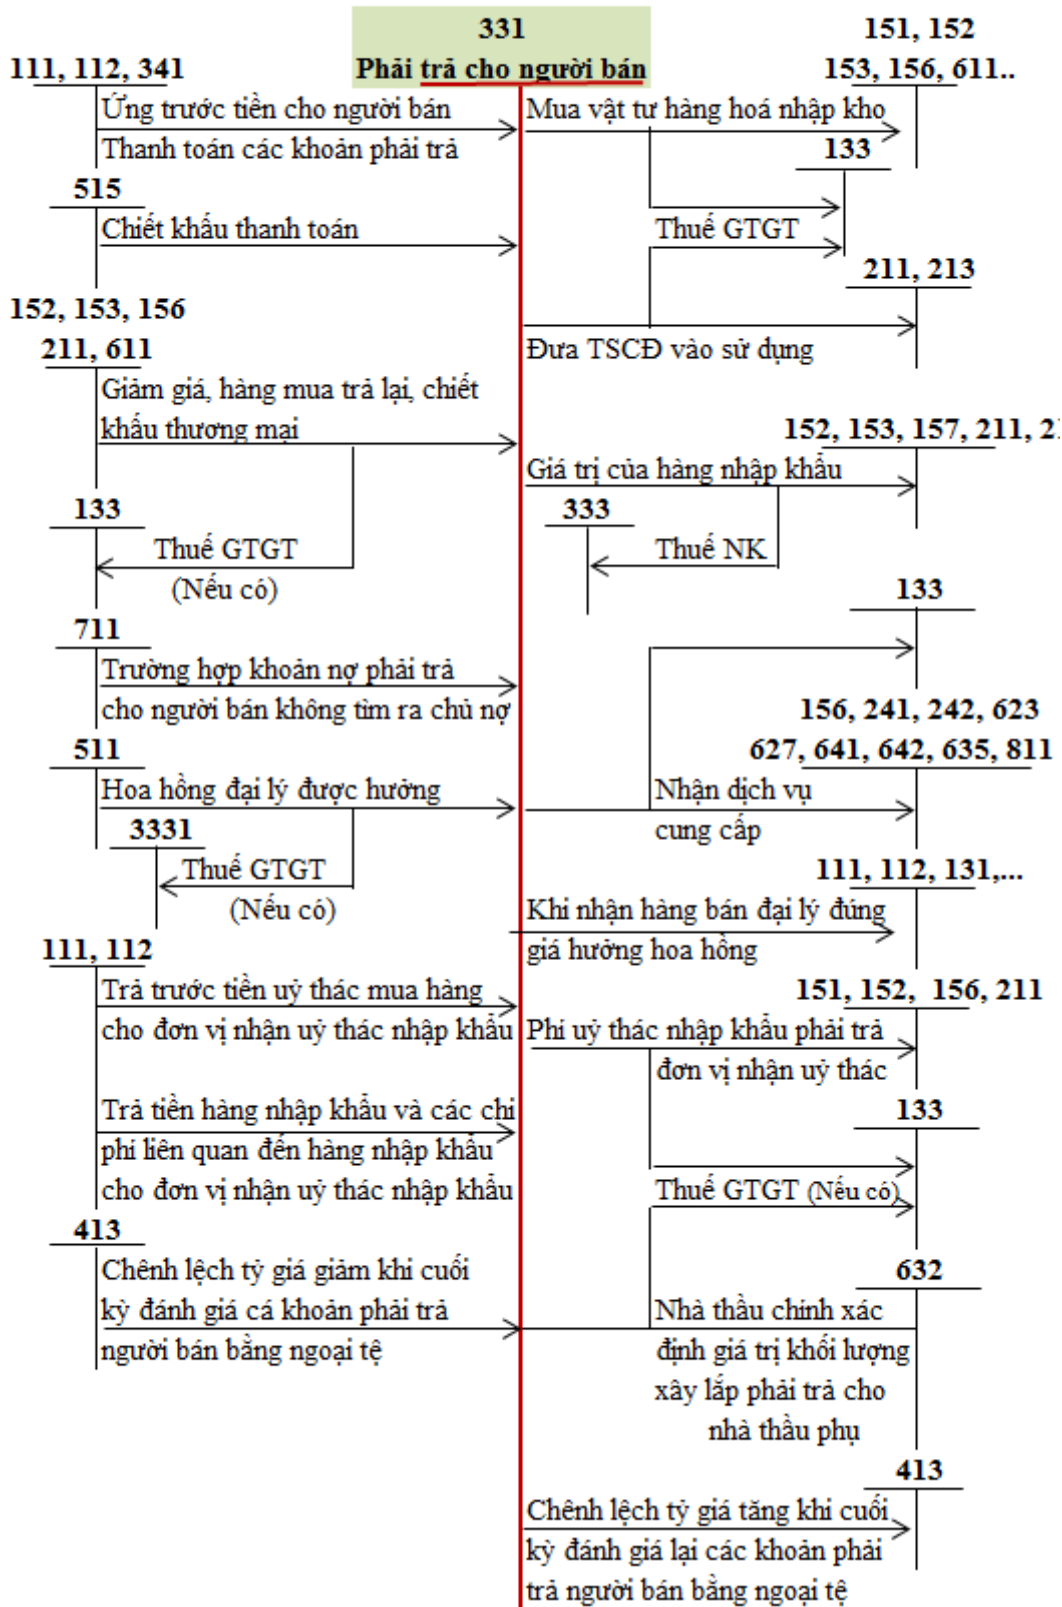 331
Phải trả cho người bán
111, 112, 341
Ứng trước tiền cho người bán
Thanh toán các khoản phải trả
515
Chiết khấu thanh toán
152, 153, 156
211, 611
Giảm giá, hàng mua trả lại, chiết
khấu thương mại
133
Thuế GTGT
(Nếu có)
711
Trường hợp khoản nợ phải trả
cho người bán không tìm ra chủ nợ
511
Hoa hồng đại lý được hưởng
3331
Thuế GTGT
(Nếu có)
111, 112
Trả trước tiền uỷ thác mua hàng
cho đơn vị nhận uỷ thác nhập khẩu
Trả tiền hàng nhập khẩu và các chi
phí liên quan đến hàng nhập khẩu
cho đơn vị nhận uỷ thác nhập khẩu
413
Chênh lệch tỷ giá giảm khi cuối
kỳ đánh giá cá khoản phải trả
người bán bằng ngoại tệ
151, 152
153, 156, 611..
Mua vật tư hàng hoá nhập kho
133
Thuế GTGT
211, 213
Đưa TSCĐ vào sử dụng
152, 153, 157, 211,
Giá trị của hàng nhập khẩu
333
Thuế NK
133
156, 241, 242, 623
627, 641, 642, 635, 811
Nhận dịch vụ
cung cấp
111, 112, 131,...
Khi nhận hàng bán đại lý đúng
giá hưởng hoa hồng
151, 152, 156, 211
Phí uỷ thác nhập khẩu phải trả
đơn vị nhận uỷ thác
133
Thuế GTGT (Nếu có)
632
Nhà thầu chính xác
định giá trị khối lượng
xây lắp phải trả cho
nhà thầu phụ
413
Chênh lệch tỷ giá tăng khi cuối
kỳ đánh giá lại các khoản phải
trả người bán bằng ngoại tệ